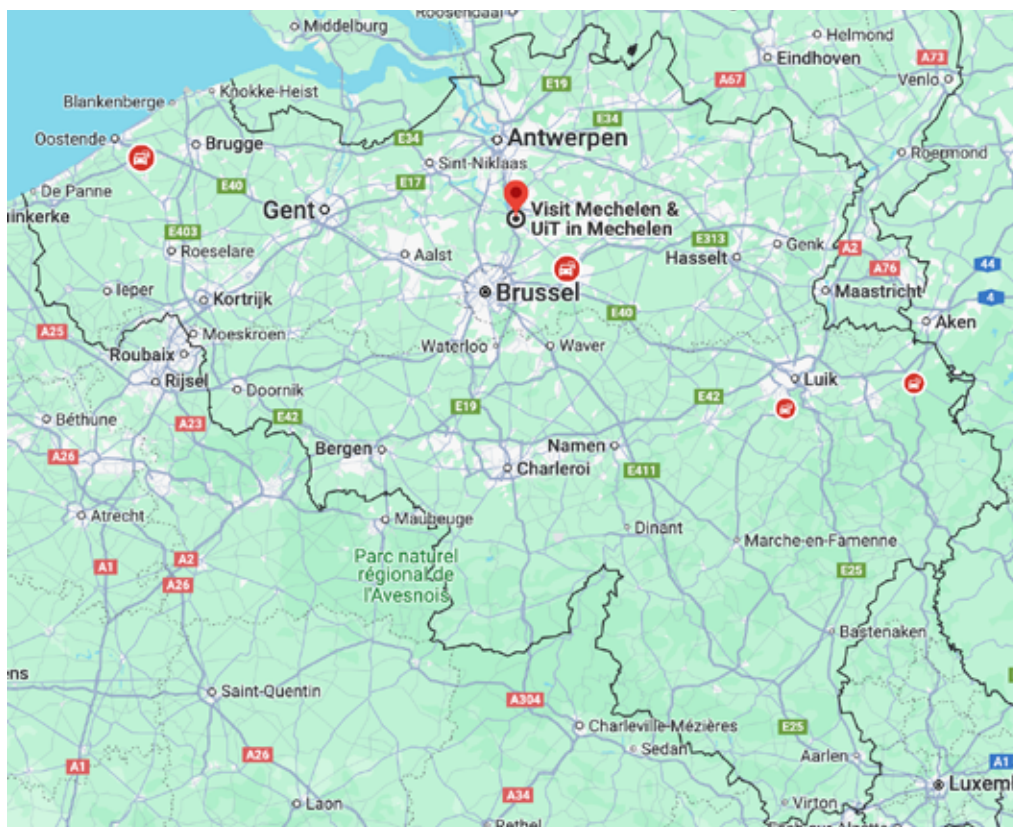 Middelburg
Roosendaal
Helmond
Eindhoven
A73
A67
E19
Venlo
Knokke-Heist
Blankenberge
E34
E34
Oostende
Brugge
Antwerpen
Sint-Niklaas
Roermond
De Panne
E40
E17
uinkerke
Gent
Visit Mechelen &
UiT in Mechelen
E403
E313
Genk
A2
Roeselare
Aalst
Hasselt
A76
44
Ieper
Kortrijk
Brussel
Maastricht
4
E40
Aken
A25
Moeskroen
Roubaix
Waterloo
Waver
Rijsel
Doornik
Luik
E19
E42
Béthune
A23
E42
Bergen
Namen
A26
Charleroi
E411
Atrecht
Maubeuge
Dinant
Marche-en-Famenne
A1
A2
A26
Parc naturel
régional de
l'Avesnois
E25
Bastenaken
ens
Saint-Quentin
A304
Charleville-Mézières
E25
Sedan
A26
A1
Aarlen
A1
Luxeml
A34
Laon
Virton
Rethel